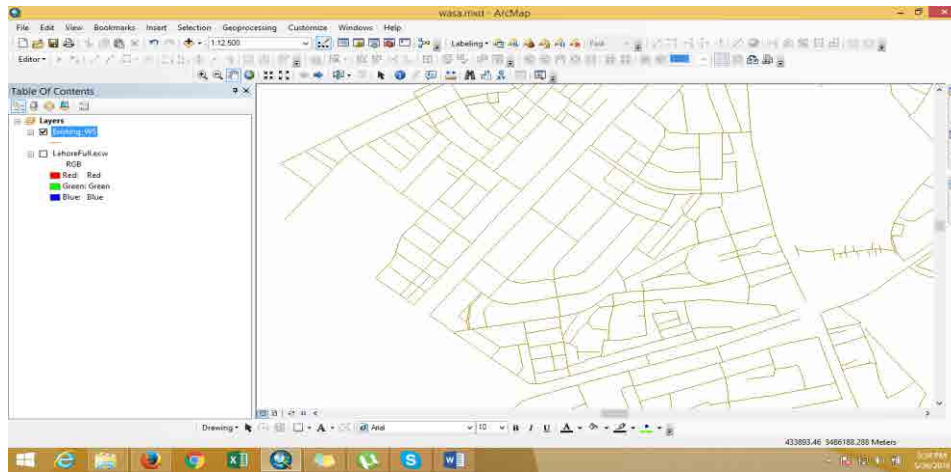 wasa.mxd - ArcMap
File Edit View Bookmarks Insert Selection Geoprocessing Customize Windows Help
1:12,500
Labeling
Editor
Table Of Contents
Layers
Existing_WS
LahoreFull.ecw
RGB
Red: Red
Green: Green
Blue: Blue
Drawing
A
Arial
10
B I U A
433893.46 3486188.288 Meters